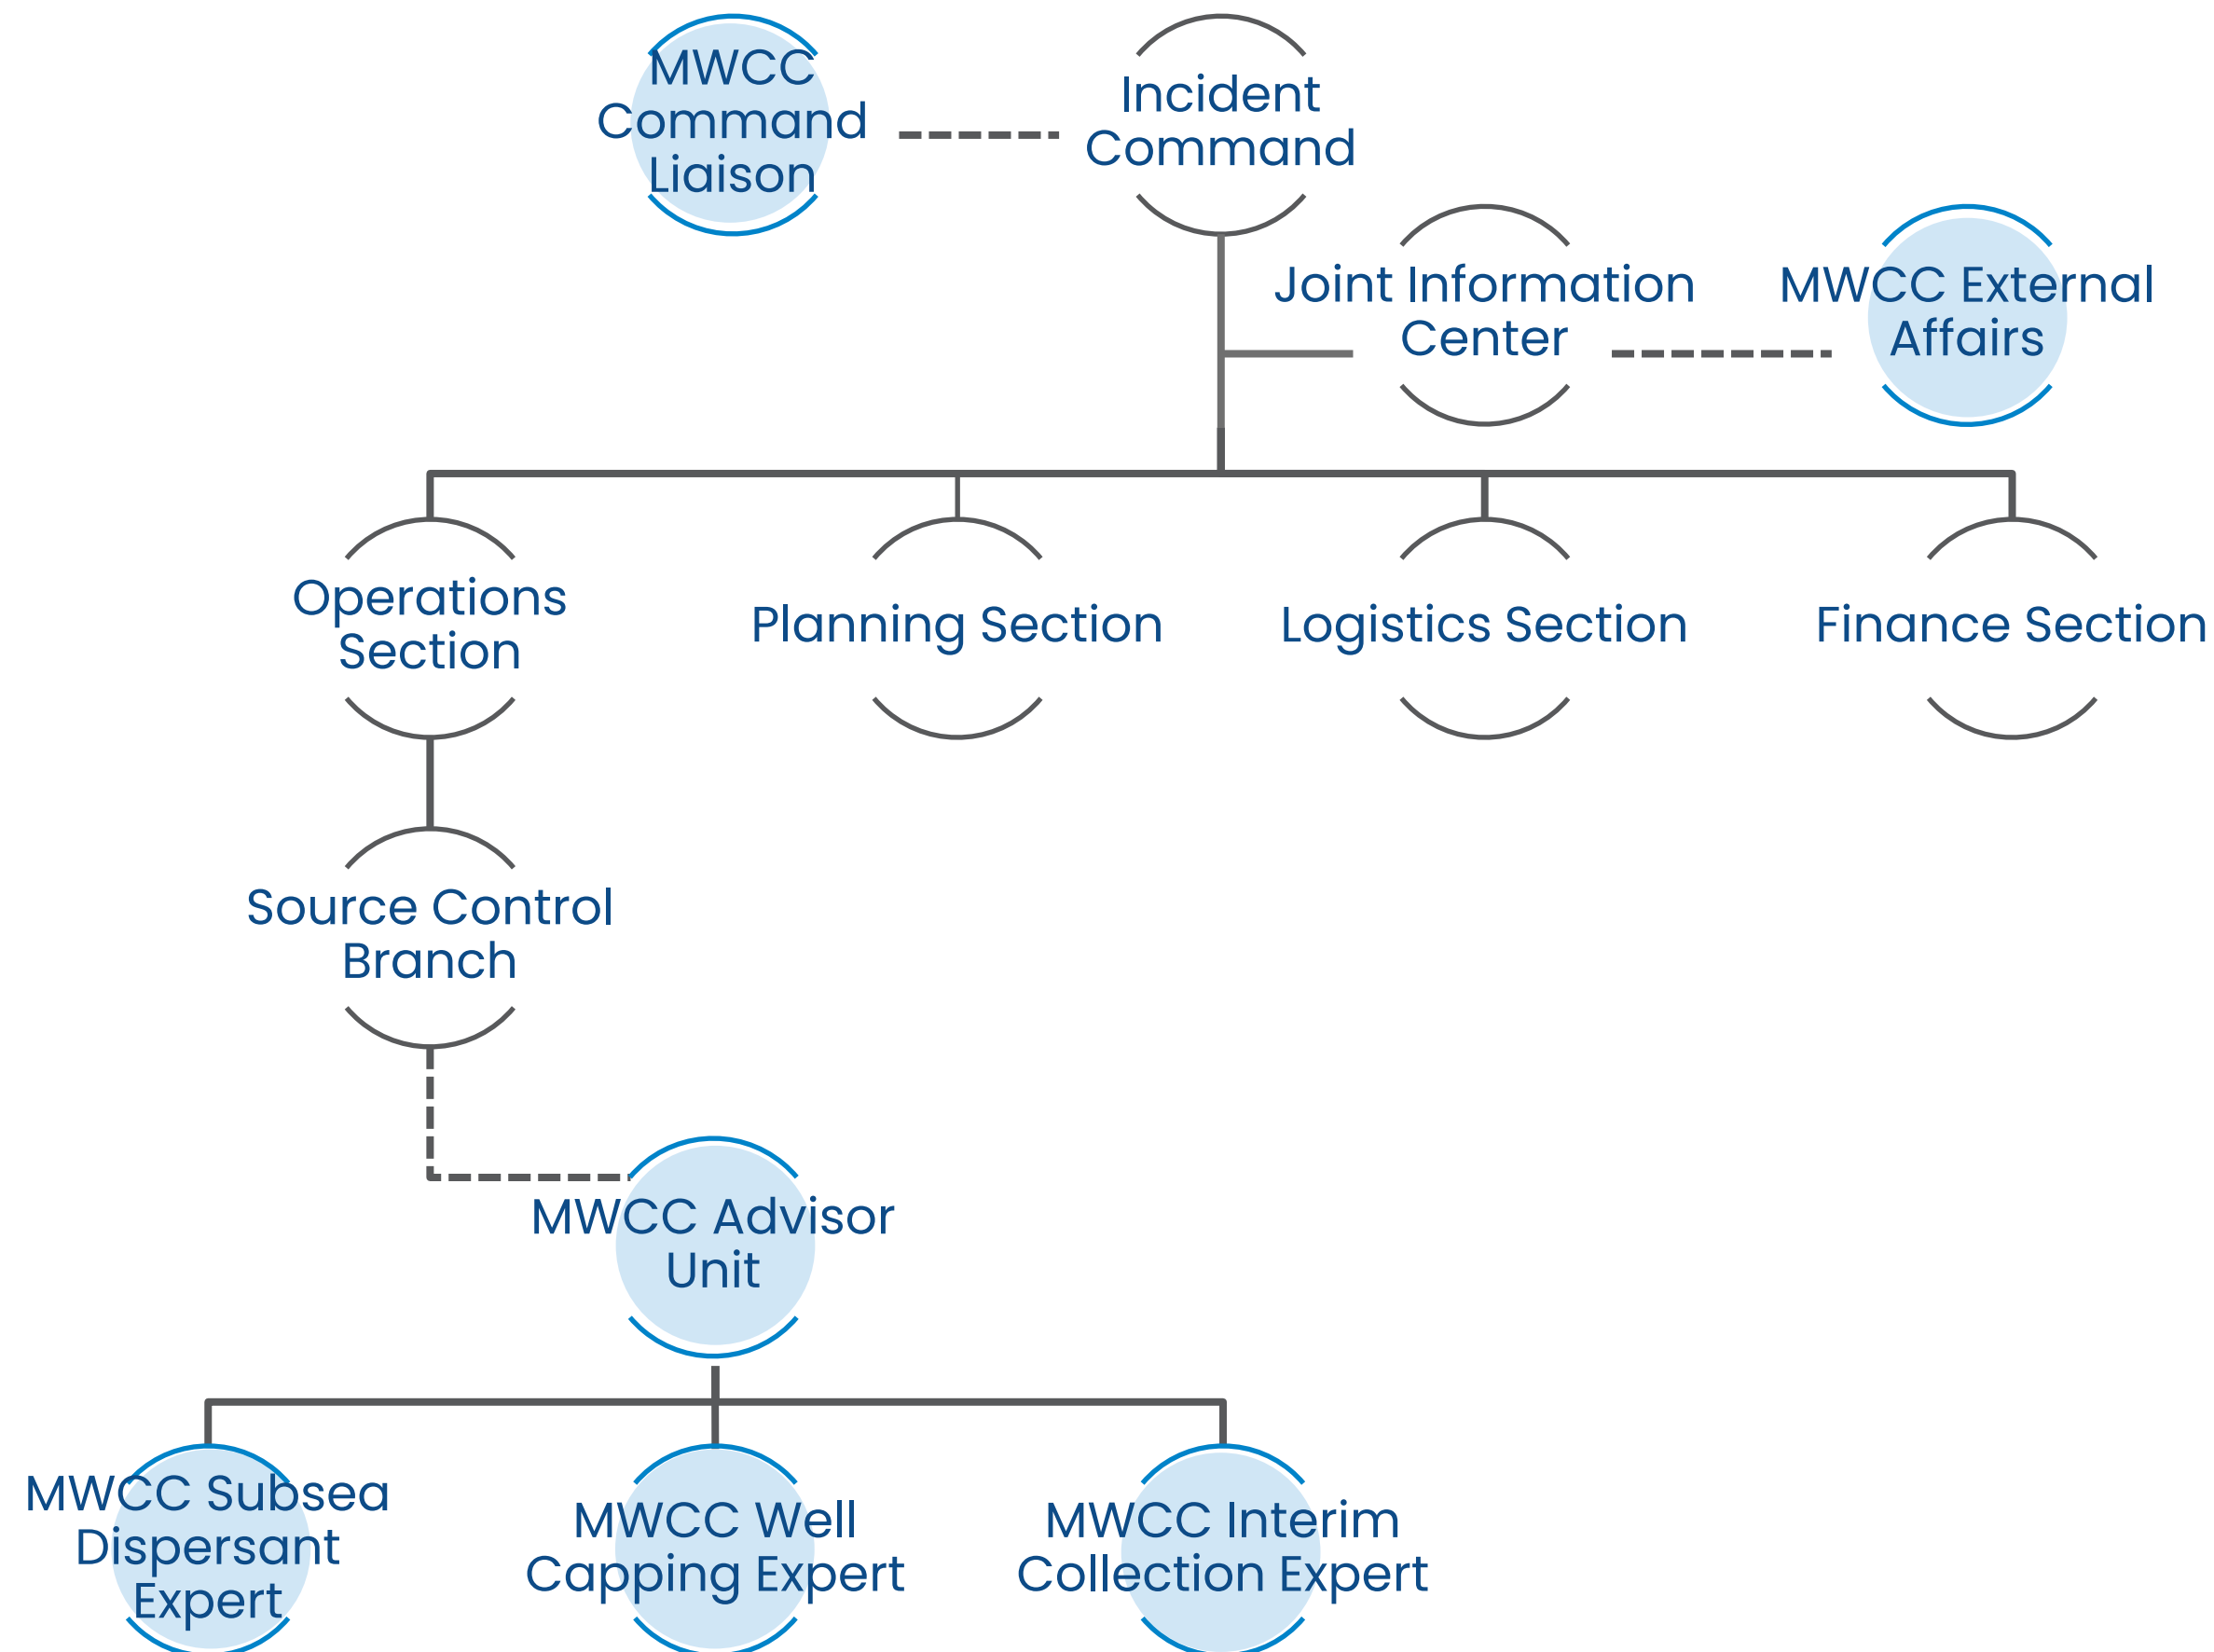 MWCC
Command
Liaison
Incident
Command
Joint Information
Center
MWCC External
Affairs
Operations
Section
Planning Section
Logistics Section
Finance Section
Source Control
Branch
MWCC Advisor
Unit
MWCC Subsea
Dispersant
Expert
MWCC Well
Capping Expert
MWCC Interim
Collection Expert